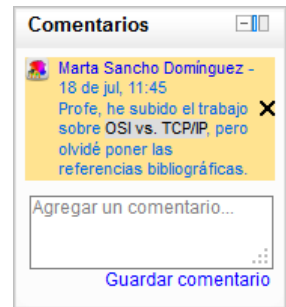 Comentarios
Marta Sancho Domínguez -
18 de jul, 11:45
Profe, he subido el trabajo
sobre OSI vs. TCP/IP, pero
olvidé poner las
referencias bibliográficas.
Agregar un comentario...
Guardar comentario